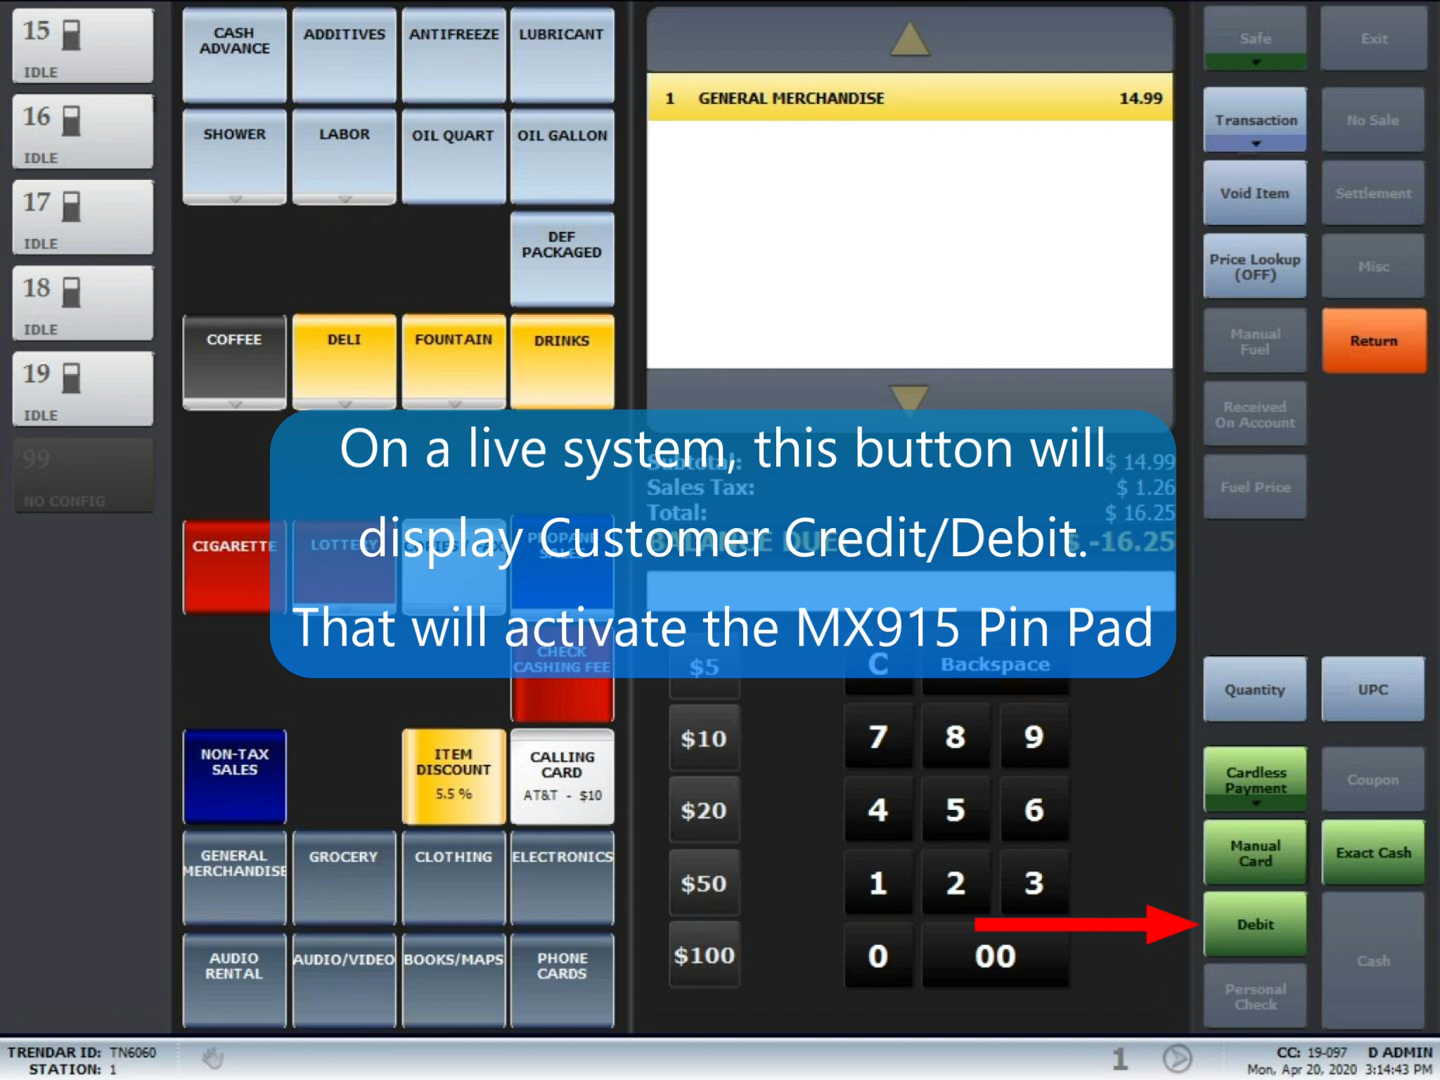 15
IDLE
16
IDLE
17
IDLE
18
IDLE
19
IDLE
99
NO CONFIG
CASH
ADVANCE
ADDITIVES
ANTIFREEZE
LUBRICANT
SHOWER
LABOR
OIL QUART
OIL GALLON
DEF
PACKAGED
COFFEE
DELI
FOUNTAIN
DRINKS
CIGARETTE
LOTTERY
PROPANE
SALES
CHECK
CASHING FEE
NON-TAX
SALES
ITEM
DISCOUNT
5.5 %
CALLING
CARD
AT&T - $10
GENERAL
MERCHANDISE
GROCERY
CLOTHING
ELECTRONICS
AUDIO
RENTAL
AUDIO/VIDEO
BOOKS/MAPS
PHONE
CARDS
1 GENERAL MERCHANDISE 14.99
Subtotal: $ 14.99
Sales Tax: $ 1.26
Total: $ 16.25
BALANCE DUE $ -16.25
On a live system, this button will
display Customer Credit/Debit.
That will activate the MX915 Pin Pad
$5
$10
$20
$50
$100
C Backspace
7 8 9
4 5 6
1 2 3
0 00
Safe
Exit
Transaction
No Sale
Void Item
Settlement
Price Lookup
(OFF)
Misc
Manual
Fuel
Return
Received
On Account
Fuel Price
Quantity
UPC
Cardless
Payment
Coupon
Manual
Card
Exact Cash
Debit
Cash
Personal
Check
TRENDAR ID: TN6060
STATION: 1
1
CC: 19-097 D ADMIN
Mon, Apr 20, 2020 3:14:43 PM